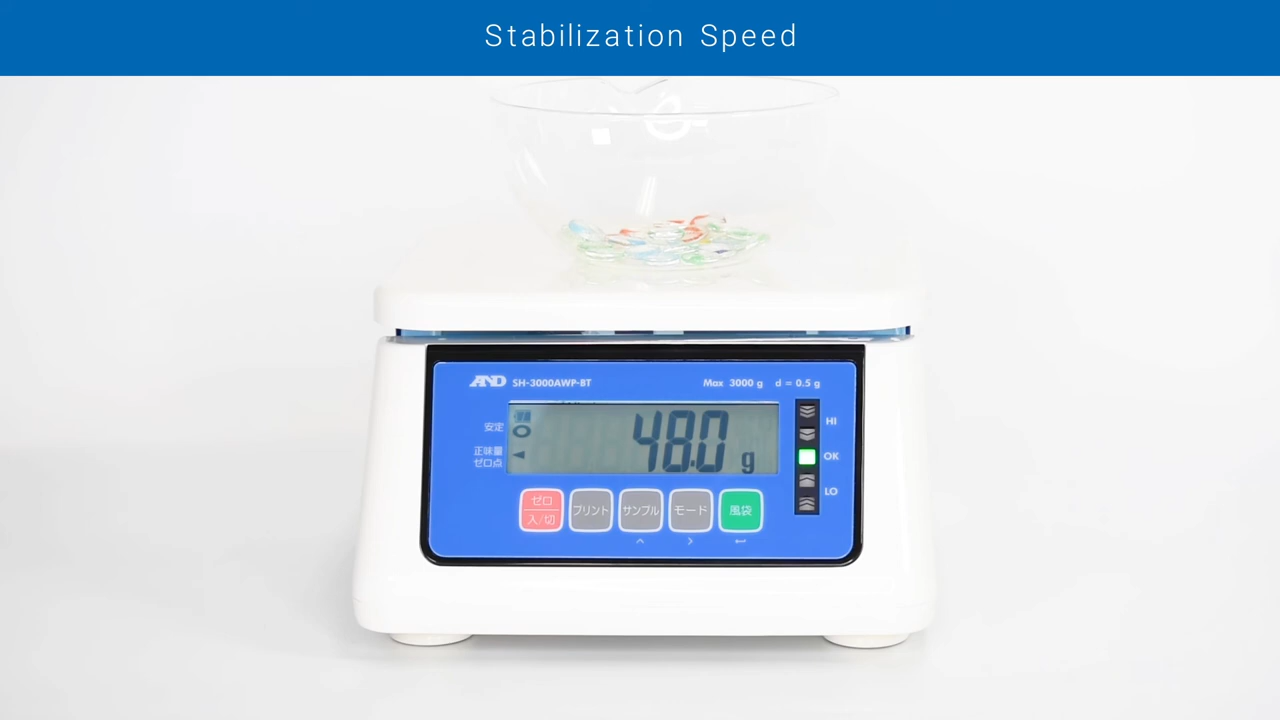 Stabilization Speed
AND SH-3000AWP-BT
Max 3000 g d = 0.5 g
安定
正味量
ゼロ点
48.0 g
HI
OK
LO
ゼロ
入/切
プリント
サンプル
モード
風袋